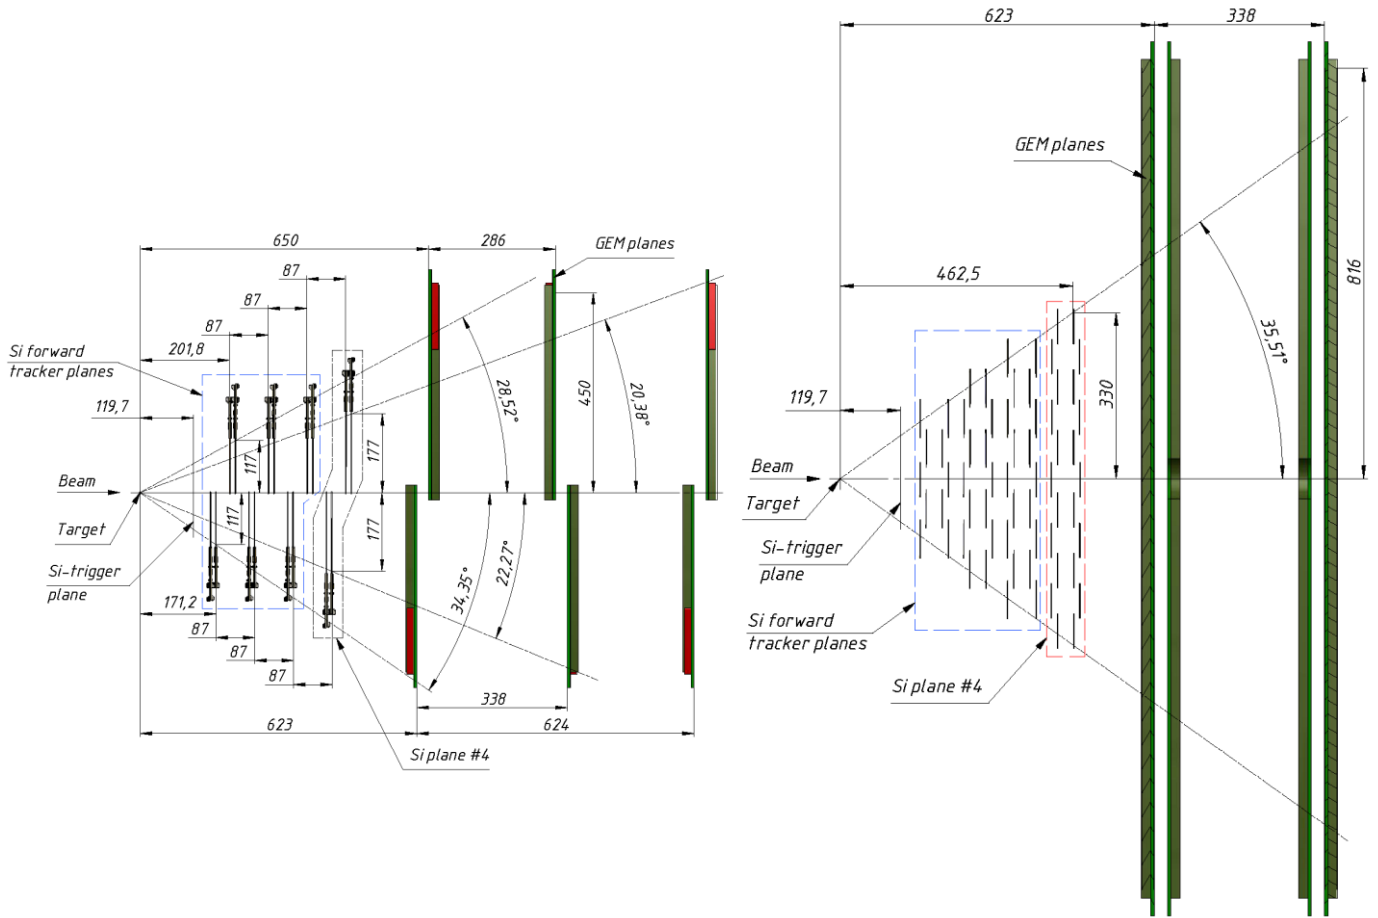 650
286
GEM planes
87
87
87
201,8
Si forward
tracker planes
119,7
28,52°
450
20,38°
117
177
Beam
Target
117
177
Si-trigger
plane
34,35°
22,27°
171,2
87
87
87
338
623
624
Si plane #4
623
338
GEM planes
462,5
816
35,51°
119,7
330
Beam
Target
Si-trigger
plane
Si forward
tracker planes
Si plane #4